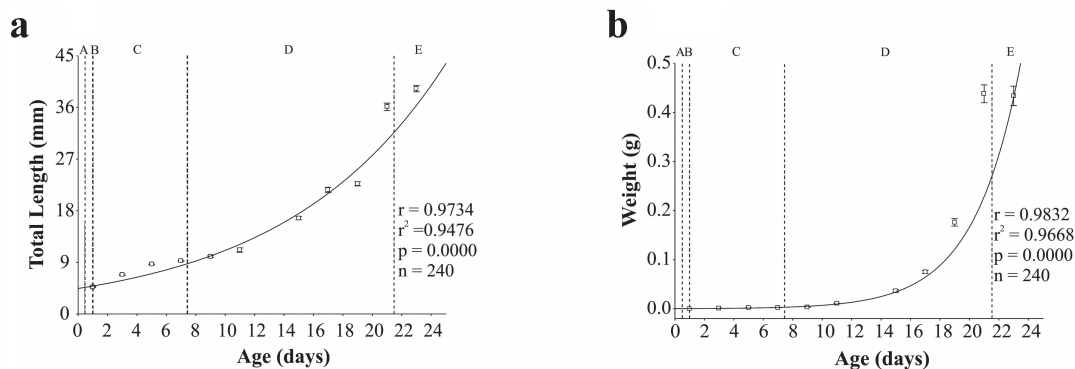 a
A B C D E
45
36
27
18
9
0
Total Length (mm)
r = 0.9734
r² = 0.9476
p = 0.0000
n = 240
0 2 4 6 8 10 12 14 16 18 20 22 24
Age (days)
b
A B C D E
0.5
0.4
0.3
0.2
0.1
0.0
Weight (g)
r = 0.9832
r² = 0.9668
p = 0.0000
n = 240
0 2 4 6 8 10 12 14 16 18 20 22 24
Age (days)